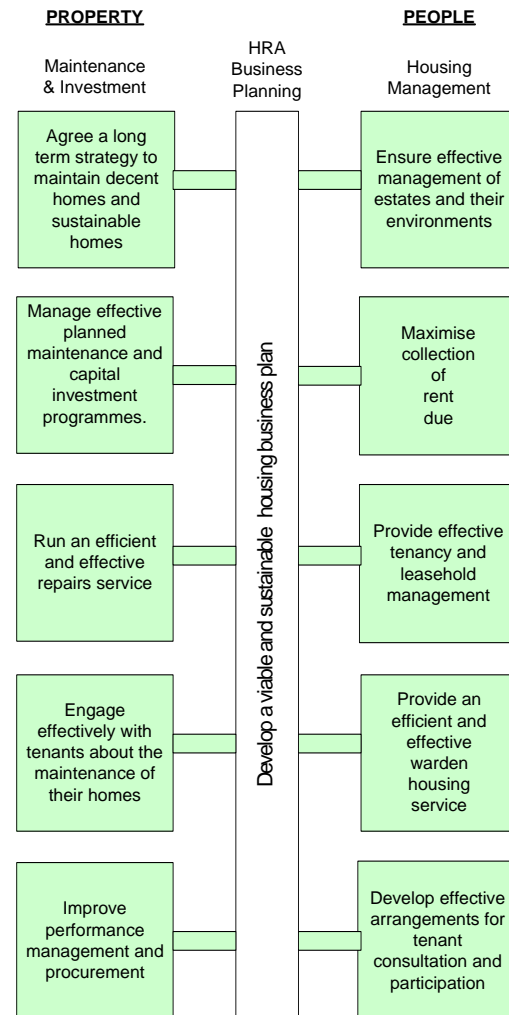 PROPERTY
Maintenance
& Investment
Agree a long
term strategy to
maintain decent
homes and
sustainable
homes
Manage effective
planned
maintenance and
capital
investment
programmes.
Run an efficient
and effective
repairs service
Engage
effectively with
tenants about the
maintenance of
their homes
Improve
performance
management and
procurement
HRA
Business
Planning
Develop a viable and sustainable housing business plan
PEOPLE
Housing
Management
Ensure effective
management of
estates and their
environments
Maximise
collection
of
rent
due
Provide effective
tenancy and
leasehold
management
Provide an
efficient and
effective
warden
housing
service
Develop effective
arrangements for
tenant
consultation and
participation